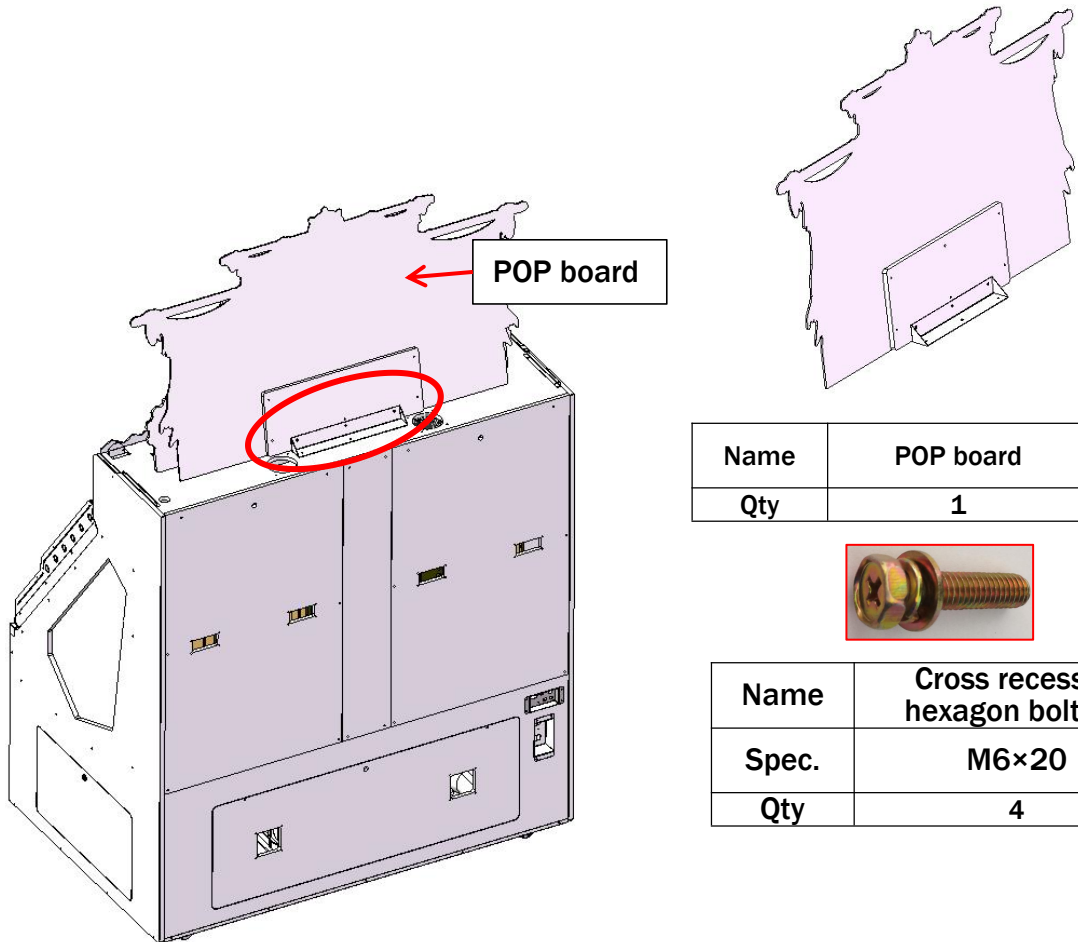 POP board
Name POP board
Qty 1
Name Cross recess
hexagon bolt
Spec. M6×20
Qty 4